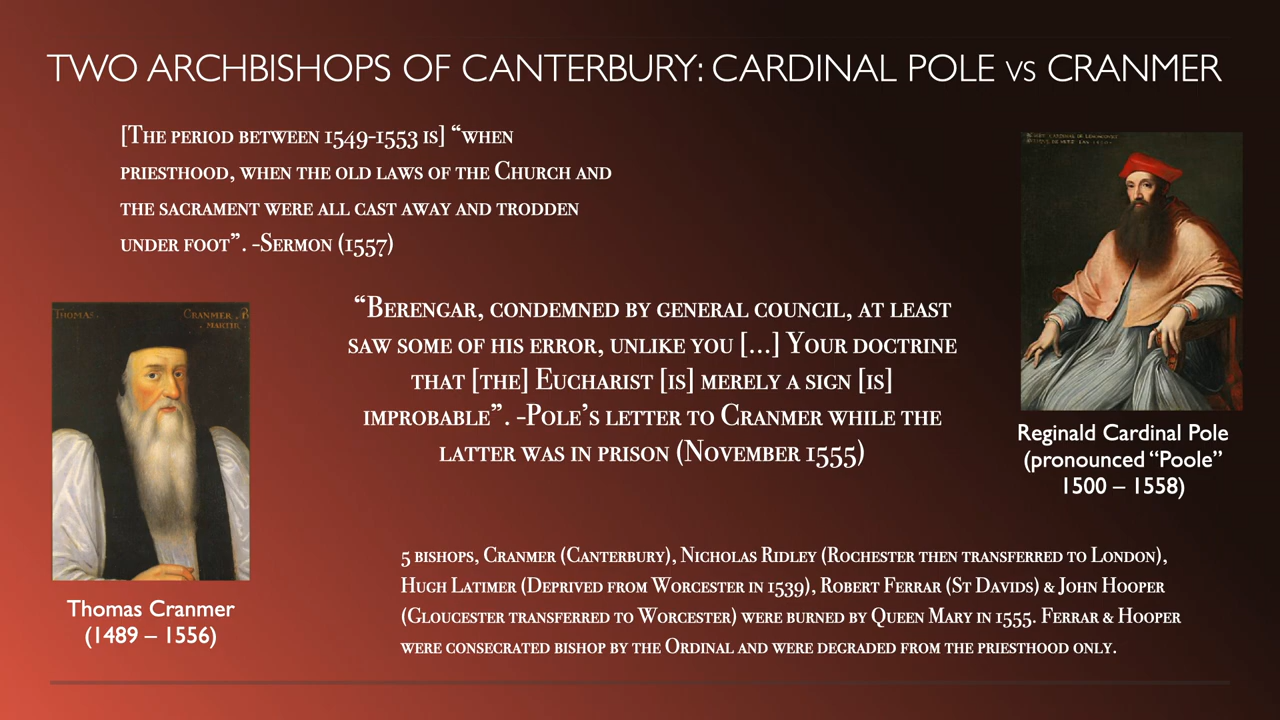 TWO ARCHBISHOPS OF CANTERBURY: CARDINAL POLE VS CRANMER
[The period between 1549-1553 is] “when
priesthood, when the old laws of the Church and
the sacrament were all cast away and trodden
under foot”. -Sermon (1557)
“Berengar, condemned by general council, at least
saw some of his error, unlike you [...] Your doctrine
that [the] Eucharist [is] merely a sign [is]
improbable”. -Pole’s letter to Cranmer while the
latter was in prison (November 1555)
Reginald Cardinal Pole
(pronounced “Poole”
1500 – 1558)
THOMAS.
CRANMER
MARTIR
Thomas Cranmer
(1489 – 1556)
5 bishops, Cranmer (Canterbury), Nicholas Ridley (Rochester then transferred to London),
Hugh Latimer (Deprived from Worcester in 1539), Robert Ferrar (St Davids) & John Hooper
(Gloucester transferred to Worcester) were burned by Queen Mary in 1555. Ferrar & Hooper
were consecrated bishop by the Ordinal and were degraded from the priesthood only.